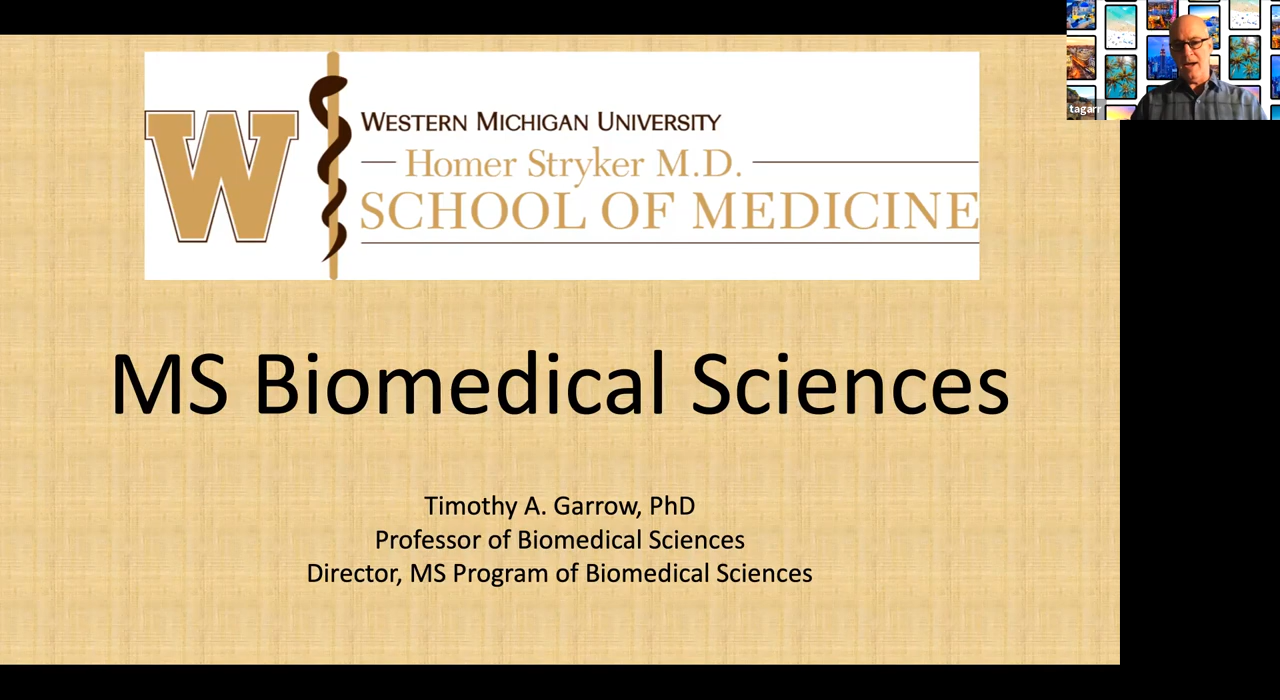 W
WESTERN MICHIGAN UNIVERSITY
Homer Stryker M.D.
SCHOOL OF MEDICINE
MS Biomedical Sciences
Timothy A. Garrow, PhD
Professor of Biomedical Sciences
Director, MS Program of Biomedical Sciences
tagarr